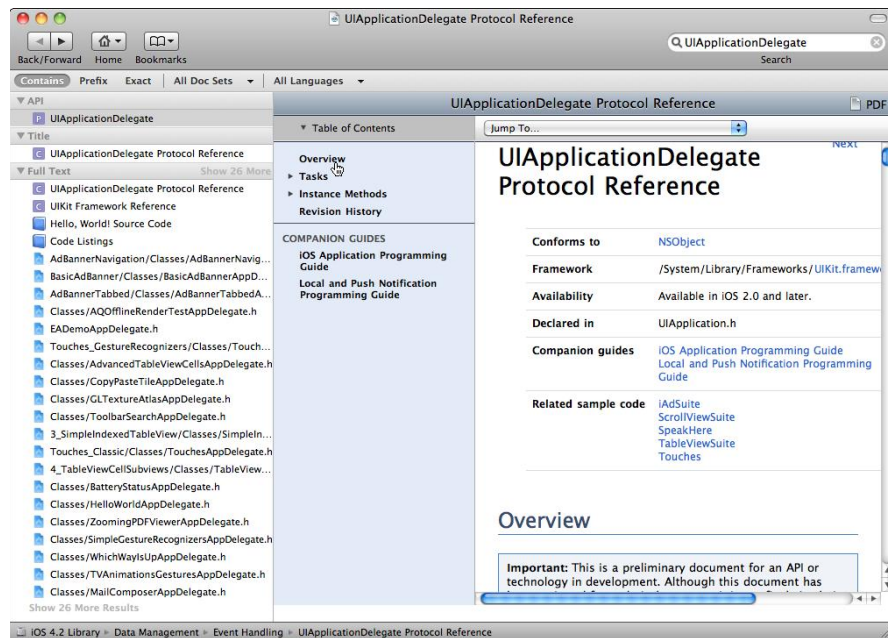 UIApplicationDelegate Protocol Reference
UIApplicationDelegate
Back/Forward Home Bookmarks
Search
Contains Prefix Exact All Doc Sets All Languages
API
UIApplicationDelegate
Title
UIApplicationDelegate Protocol Reference
Full Text Show 26 More
UIApplicationDelegate Protocol Reference
UIKit Framework Reference
Hello, World! Source Code
Code Listings
AdBannerNavigation/Classes/AdBannerNavig...
BasicAdBanner/Classes/BasicAdBannerAppD...
AdBannerTabbed/Classes/AdBannerTabbedA...
Classes/AQOfflineRenderTestAppDelegate.h
EADemoAppDelegate.h
Touches_GestureRecognizers/Classes/Touch...
Classes/AdvancedTableViewCellsAppDelegate.h
Classes/CopyPasteTileAppDelegate.h
Classes/GLTextureAtlasAppDelegate.h
Classes/ToolbarSearchAppDelegate.h
3_SimpleIndexedTableView/Classes/SimpleIn...
Touches_Classic/Classes/TouchesAppDelegate.h
4_TableViewCellSubviews/Classes/TableView...
Classes/BatteryStatusAppDelegate.h
Classes/HelloWorldAppDelegate.h
Classes/ZoomingPDFViewerAppDelegate.h
Classes/SimpleGestureRecognizersAppDelegate.h
Classes/WhichWayIsUpAppDelegate.h
Classes/TVAnimationsGesturesAppDelegate.h
Classes/MailComposerAppDelegate.h
Show 26 More Results
UIApplicationDelegate Protocol Reference PDF
Table of Contents
Overview
Tasks
Instance Methods
Revision History
COMPANION GUIDES
iOS Application Programming
Guide
Local and Push Notification
Programming Guide
Jump To...
Next
UIApplicationDelegate
Protocol Reference
Conforms to NSObject
Framework /System/Library/Frameworks/UIKit.framew
Availability Available in iOS 2.0 and later.
Declared in UIApplication.h
Companion guides iOS Application Programming Guide
Local and Push Notification Programming
Guide
Related sample code iAdSuite
ScrollViewSuite
SpeakHere
TableViewSuite
Touches
Overview
Important: This is a preliminary document for an API or
technology in development. Although this document has
iOS 4.2 Library Data Management Event Handling UIApplicationDelegate Protocol Reference